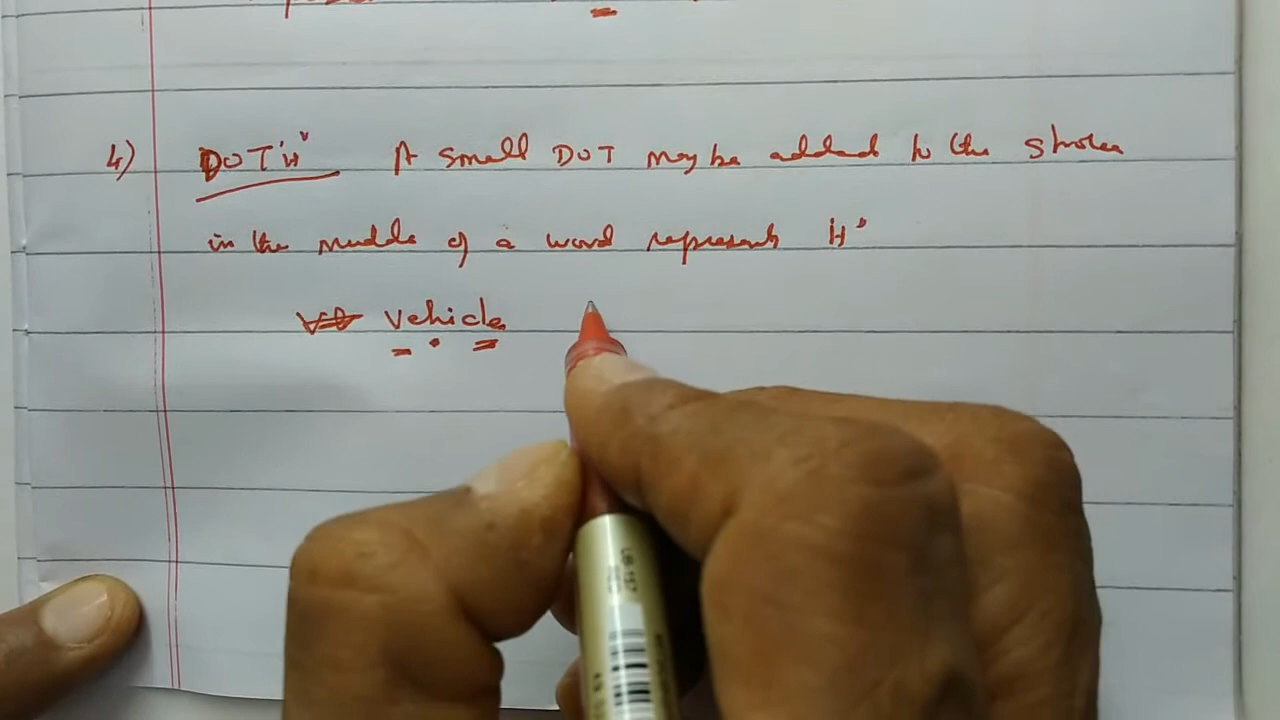 4) DOT "H" A small DOT may be added to the strokes
in the middle of a word represents H"
Vehicle